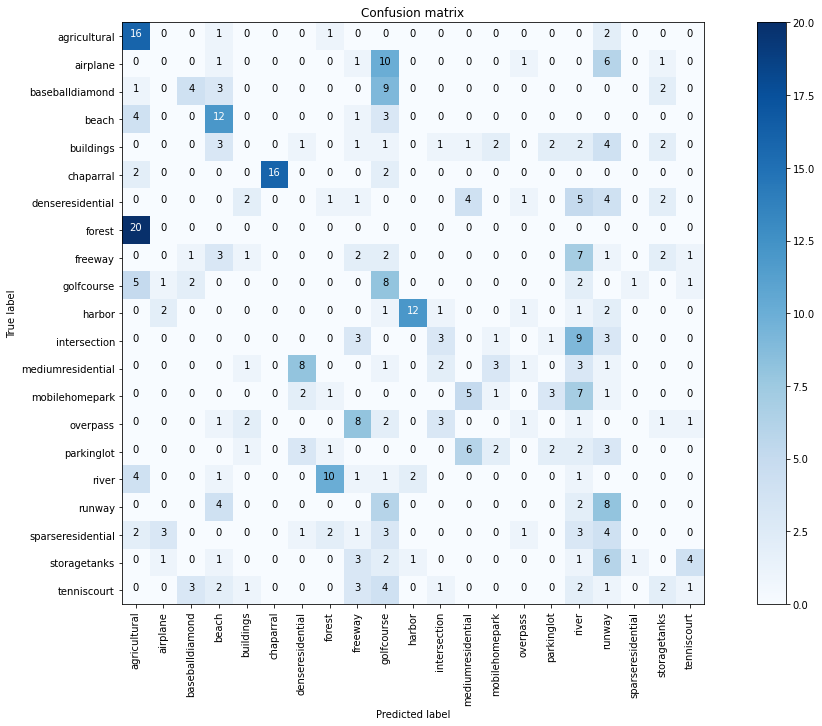 Confusion matrix
True label
agricultural 16 0 0 1 0 0 0 1 0 0 0 0 0 0 0 0 0 2 0 0 0
airplane 0 0 0 1 0 0 0 0 1 10 0 0 0 0 1 0 0 6 0 1 0
baseballdiamond 1 0 4 3 0 0 0 0 0 9 0 0 0 0 0 0 0 0 0 2 0
beach 4 0 0 12 0 0 0 0 1 3 0 0 0 0 0 0 0 0 0 0 0
buildings 0 0 0 3 0 0 1 0 1 1 0 1 1 2 0 2 2 4 0 2 0
chaparral 2 0 0 0 0 16 0 0 0 2 0 0 0 0 0 0 0 0 0 0 0
denseresidential 0 0 0 0 2 0 0 1 1 0 0 0 4 0 1 0 5 4 0 2 0
forest 20 0 0 0 0 0 0 0 0 0 0 0 0 0 0 0 0 0 0 0 0
freeway 0 0 1 3 1 0 0 0 2 2 0 0 0 0 0 0 7 1 0 2 1
golfcourse 5 1 2 0 0 0 0 0 0 8 0 0 0 0 0 0 2 0 1 0 1
harbor 0 2 0 0 0 0 0 0 0 1 12 1 0 0 1 0 1 2 0 0 0
intersection 0 0 0 0 0 0 0 0 3 0 0 3 0 1 0 1 9 3 0 0 0
mediumresidential 0 0 0 0 1 0 8 0 0 1 0 2 0 3 1 0 3 1 0 0 0
mobilehomepark 0 0 0 0 0 0 2 1 0 0 0 0 5 1 0 3 7 1 0 0 0
overpass 0 0 0 1 2 0 0 0 8 2 0 3 0 0 1 0 1 0 0 1 1
parkinglot 0 0 0 0 1 0 3 1 0 0 0 0 6 2 0 2 2 3 0 0 0
river 4 0 0 1 0 0 0 10 1 1 2 0 0 0 0 0 1 0 0 0 0
runway 0 0 0 4 0 0 0 0 0 6 0 0 0 0 0 0 2 8 0 0 0
sparseresidential 2 3 0 0 0 0 1 2 1 3 0 0 0 0 1 0 3 4 0 0 0
storagetanks 0 1 0 1 0 0 0 0 3 2 1 0 0 0 0 0 1 6 1 0 4
tenniscourt 0 0 3 2 1 0 0 0 3 4 0 1 0 0 0 0 2 1 0 2 1
agricultural
airplane
baseballdiamond
beach
buildings
chaparral
denseresidential
forest
freeway
golfcourse
harbor
intersection
mediumresidential
mobilehomepark
overpass
parkinglot
river
runway
sparseresidential
storagetanks
tenniscourt
Predicted label
20.0
17.5
15.0
12.5
10.0
7.5
5.0
2.5
0.0